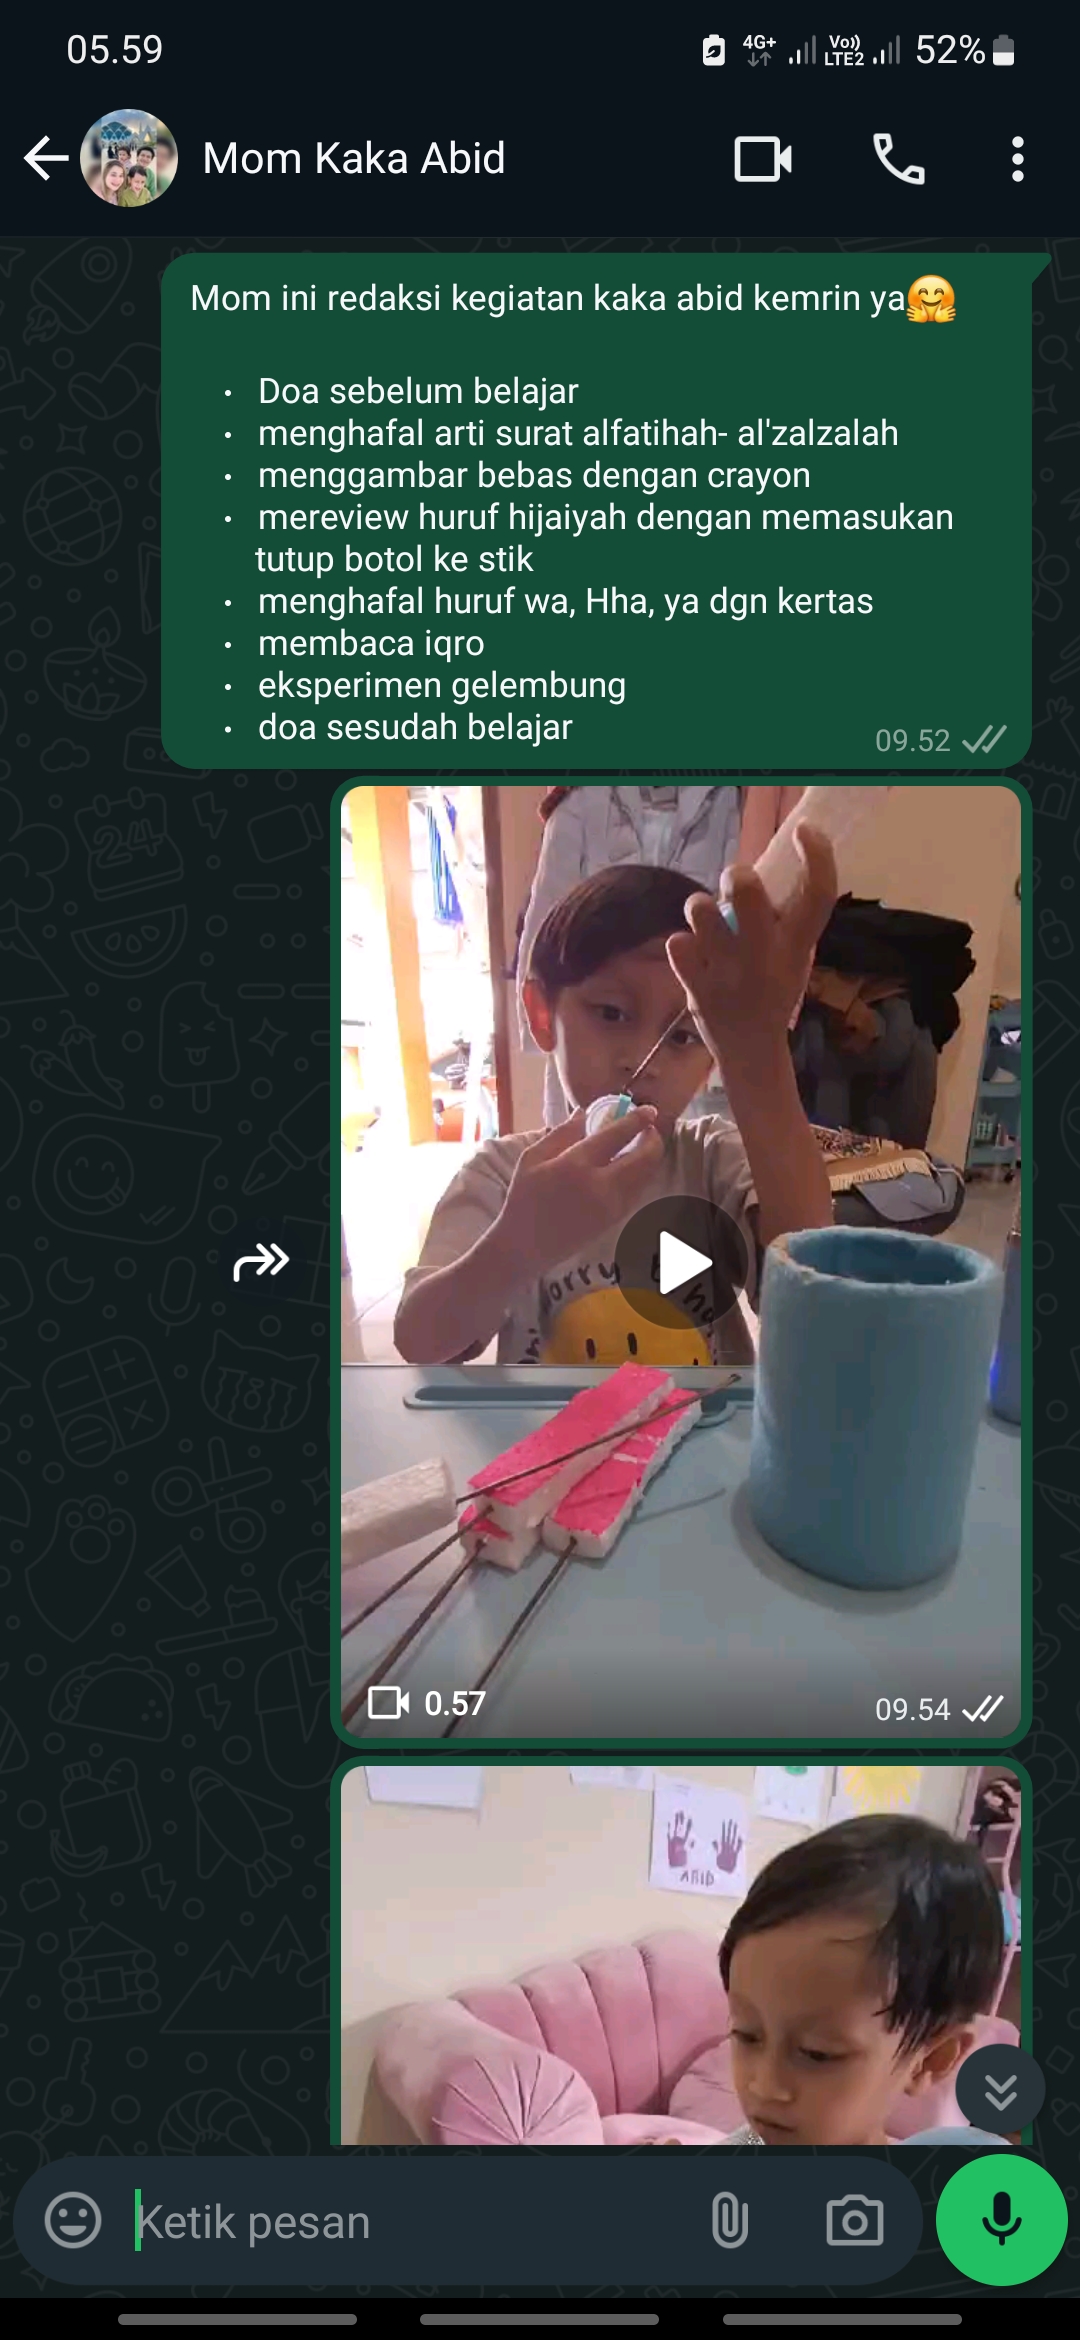 05.59
4G+
Vo))
LTE2
52%
Mom Kaka Abid
Mom ini redaksi kegiatan kaka abid kemrin ya🤗
• Doa sebelum belajar
• menghafal arti surat alfatihah- al'zalzalah
• menggambar bebas dengan crayon
• mereview huruf hijaiyah dengan memasukan
tutup botol ke stik
• menghafal huruf wa, Hha, ya dgn kertas
• membaca iqro
• eksperimen gelembung
• doa sesudah belajar
09.52
orry
0.57
09.54
ABID
Ketik pesan